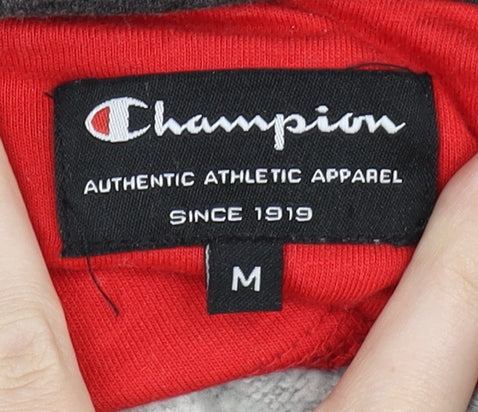 Champion
AUTHENTIC ATHLETIC APPAREL
SINCE 1919
M